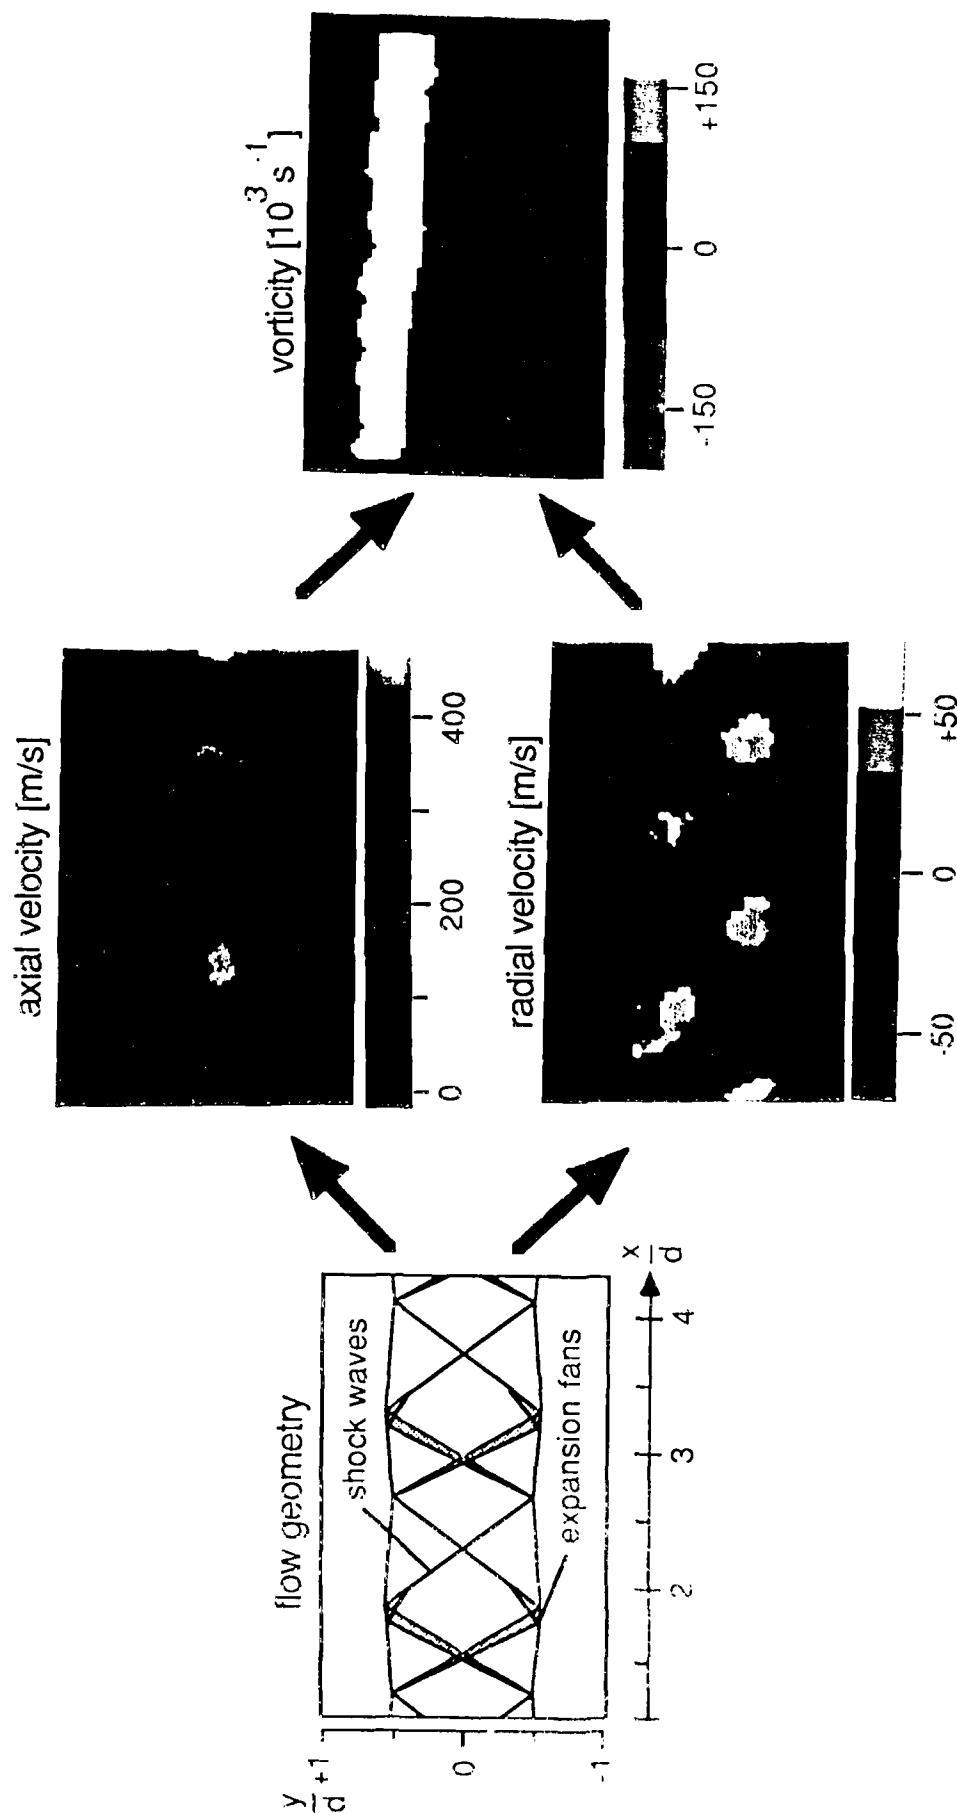 flow geometry
y
d
+1
0
-1
shock waves
expansion fans
2
3
4
x
d
axial velocity [m/s]
0
200
400
radial velocity [m/s]
-50
0
+50
vorticity [10³ s⁻¹]
-150
0
+150